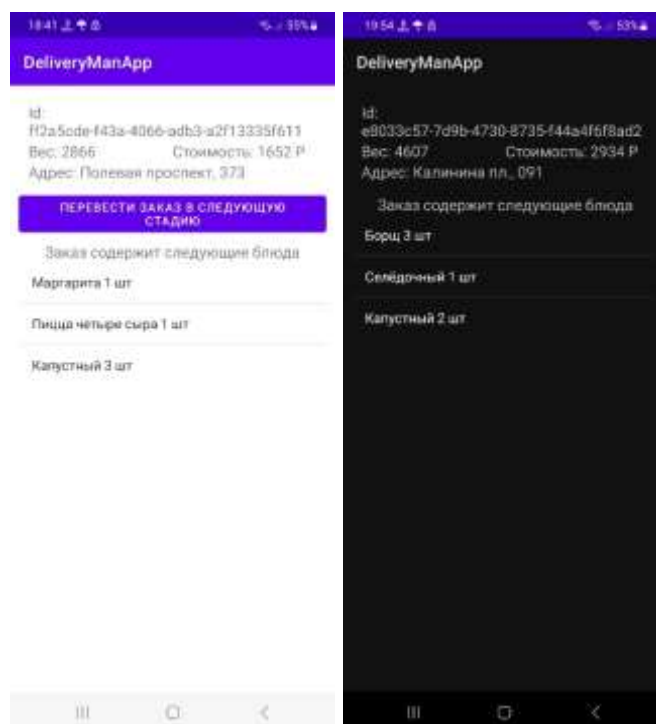 18:41
55%
DeliveryManApp
Id:
ff2a5cde-f43a-4066-adb3-a2f13335f611
Вес: 2866 Стоимость: 1652 Р
Адрес: Полевая проспект, 373
ПЕРЕВЕСТИ ЗАКАЗ В СЛЕДУЮЩУЮ
СТАДИЮ
Заказ содержит следующие блюда
Маргарита 1 шт
Пицца четыре сыра 1 шт
Капустный 3 шт
19:54
53%
DeliveryManApp
Id:
e8033c57-7d9b-4730-8735-f44a4f6f8ad2
Вес: 4607 Стоимость: 2934 Р
Адрес: Калинина пл., 091
Заказ содержит следующие блюда
Борщ 3 шт
Селёдочный 1 шт
Капустный 2 шт